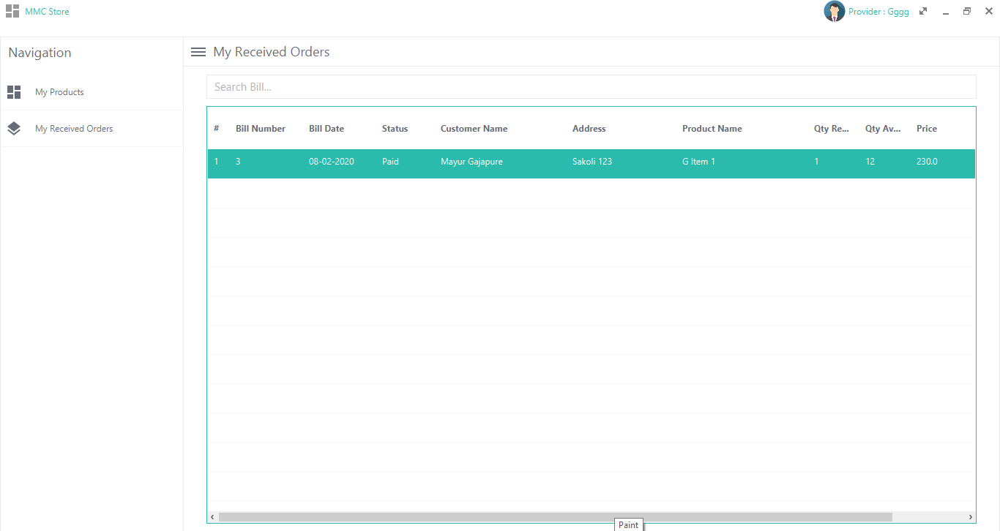 MMC Store
Provider : Gggg
Navigation
My Received Orders
My Products
My Received Orders
Search Bill...
# Bill Number Bill Date Status Customer Name Address Product Name Qty Re... Qty Av... Price
1 3 08-02-2020 Paid Mayur Gajapure Sakoli 123 G Item 1 1 12 230.0
Paint